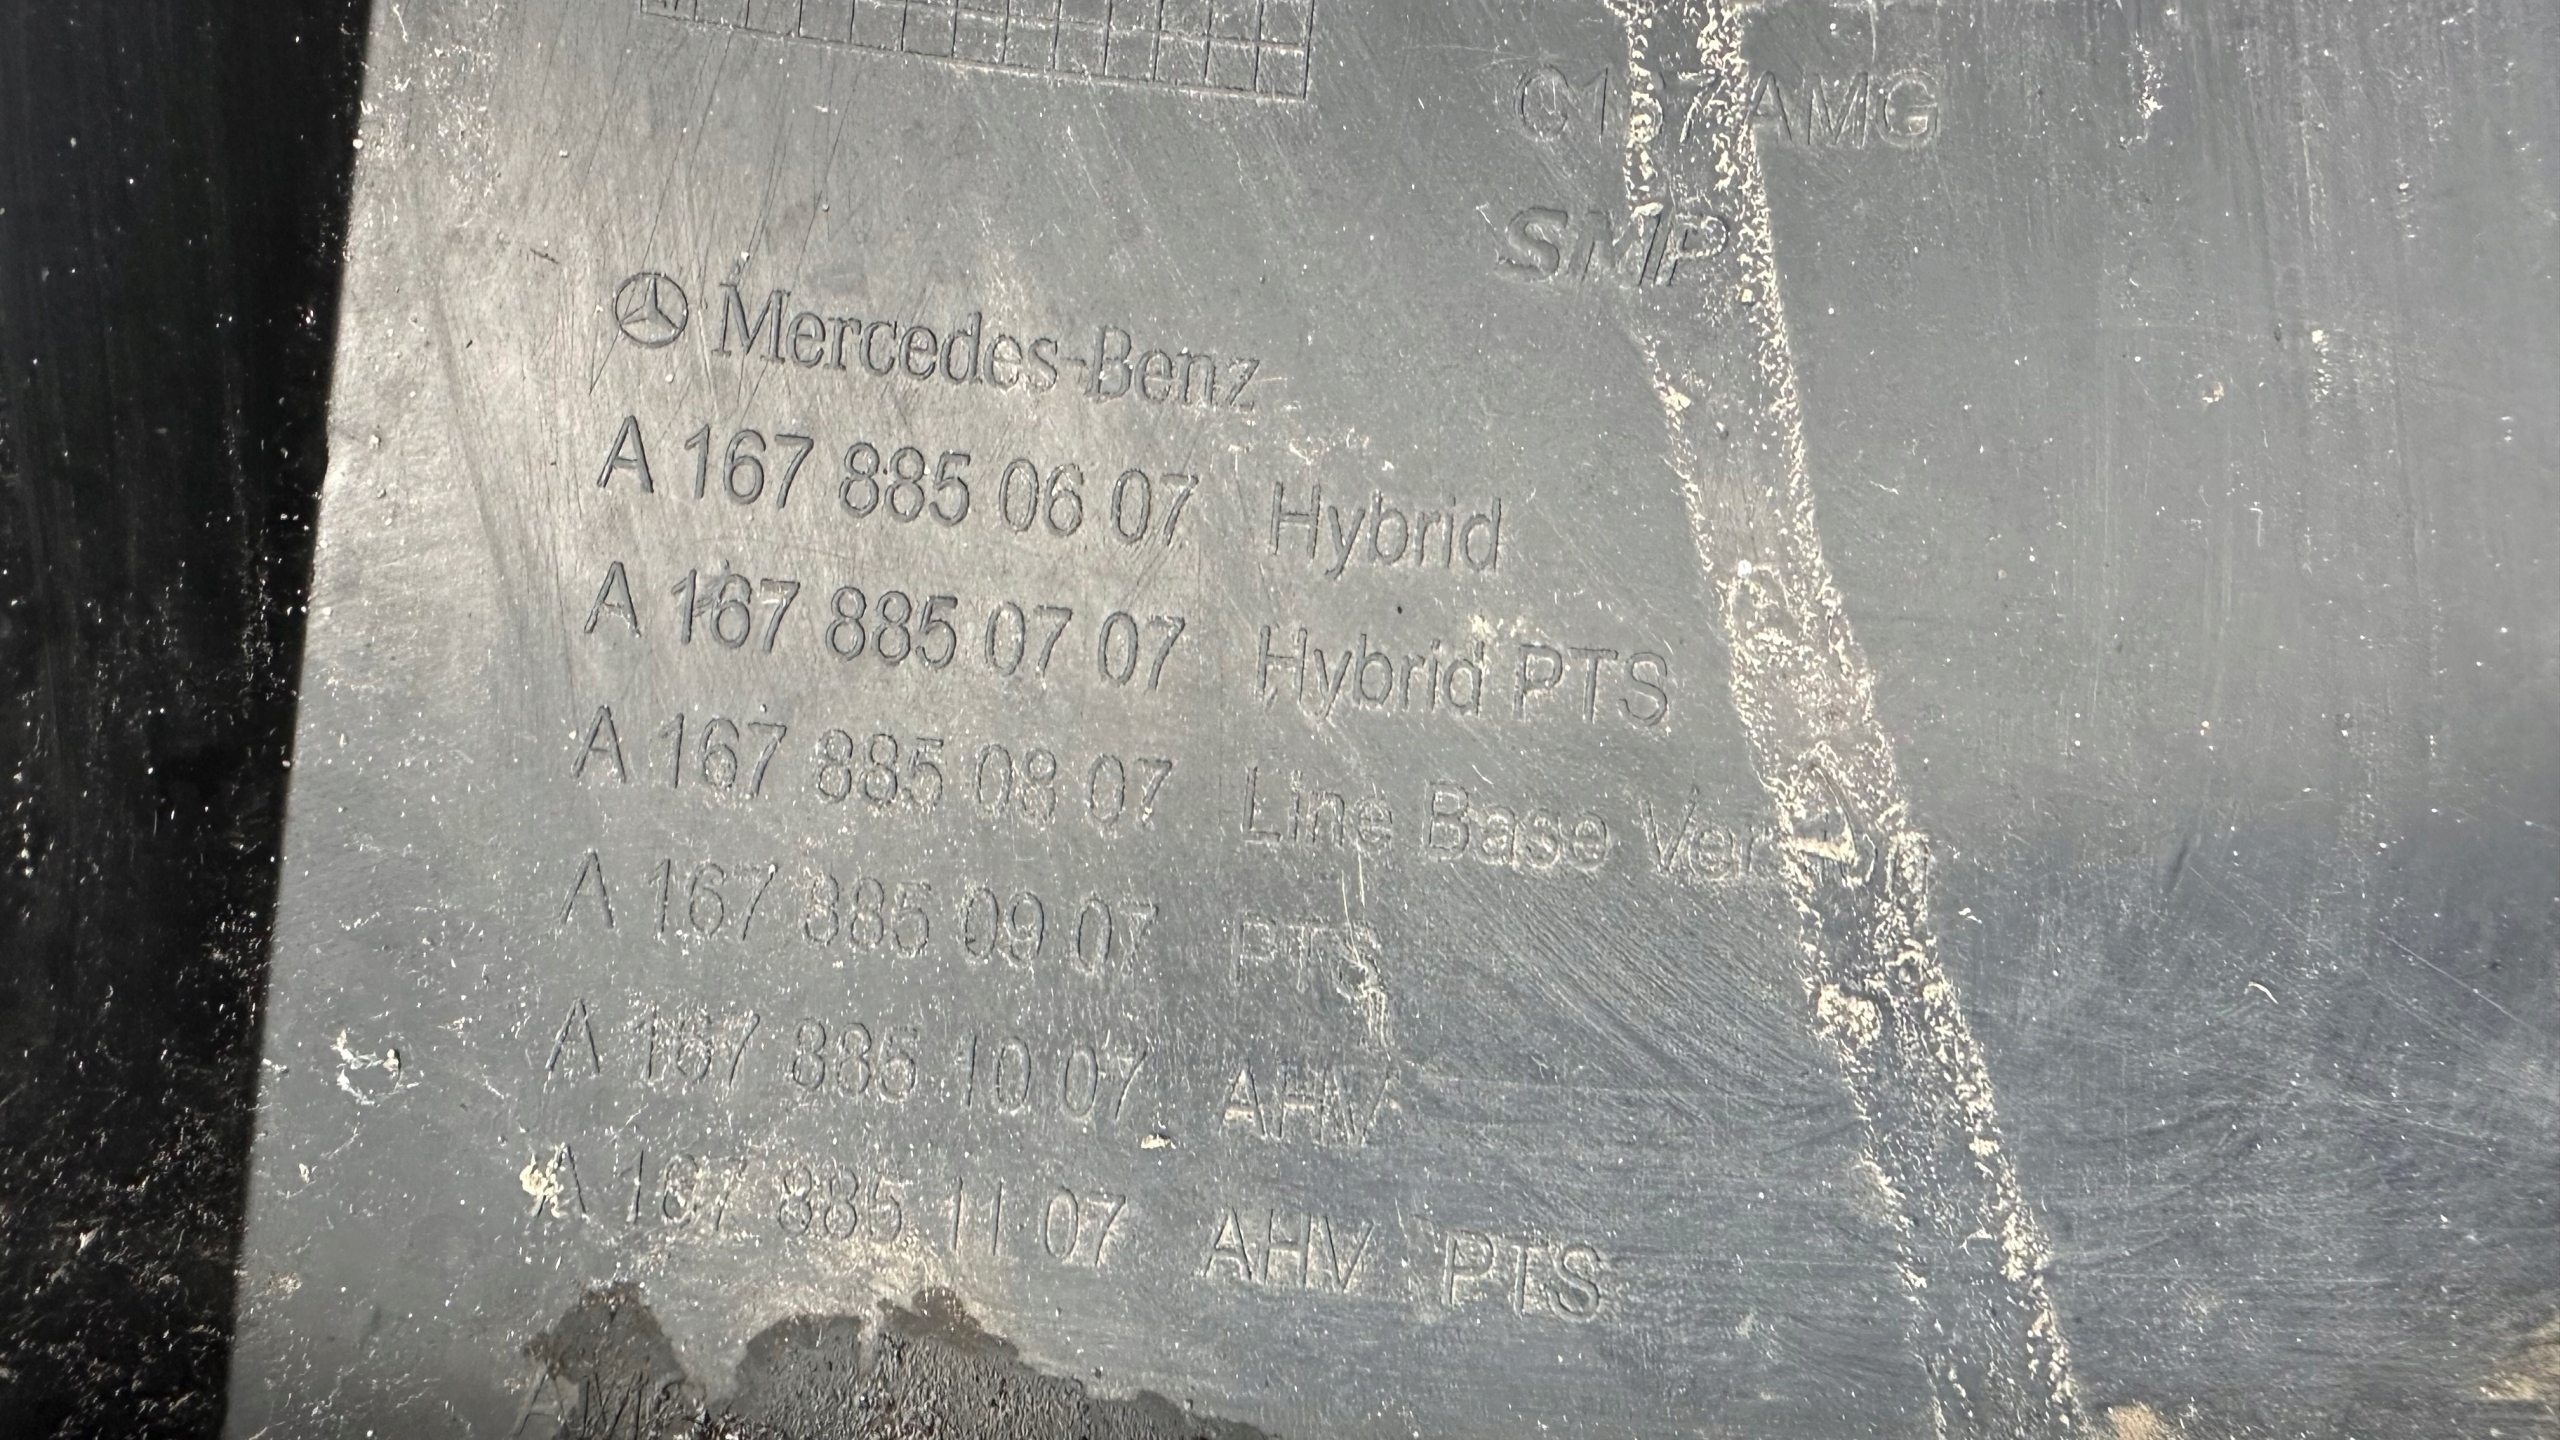 C167 AMG
SMP
Mercedes-Benz
A 167 885 06 07 Hybrid
A 167 885 07 07 Hybrid PTS
A 167 885 08 07 Line Base Version
A 167 885 09 07 PTS
A 167 885 10 07 AHV
A 167 885 11 07 AHV PTS